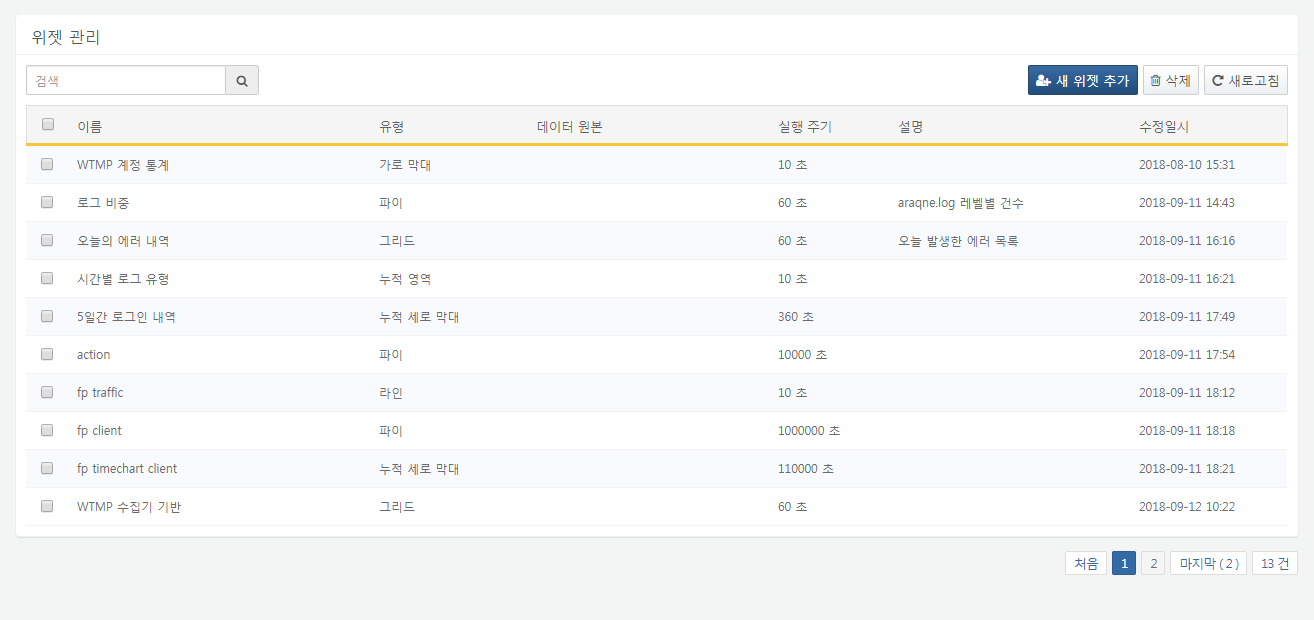 위젯 관리
검색 새 위젯 추가 삭제 새로고침
이름 유형 데이터 원본 실행 주기 설명 수정일시
WTMP 계정 통계 가로 막대 10 초 2018-08-10 15:31
로그 비중 파이 60 초 araqne.log 레벨별 건수 2018-09-11 14:43
오늘의 에러 내역 그리드 60 초 오늘 발생한 에러 목록 2018-09-11 16:16
시간별 로그 유형 누적 영역 10 초 2018-09-11 16:21
5일간 로그인 내역 누적 세로 막대 360 초 2018-09-11 17:49
action 파이 10000 초 2018-09-11 17:54
fp traffic 라인 10 초 2018-09-11 18:12
fp client 파이 1000000 초 2018-09-11 18:18
fp timechart client 누적 세로 막대 110000 초 2018-09-11 18:21
WTMP 수집기 기반 그리드 60 초 2018-09-12 10:22
처음 1 2 마지막 ( 2 ) 13 건